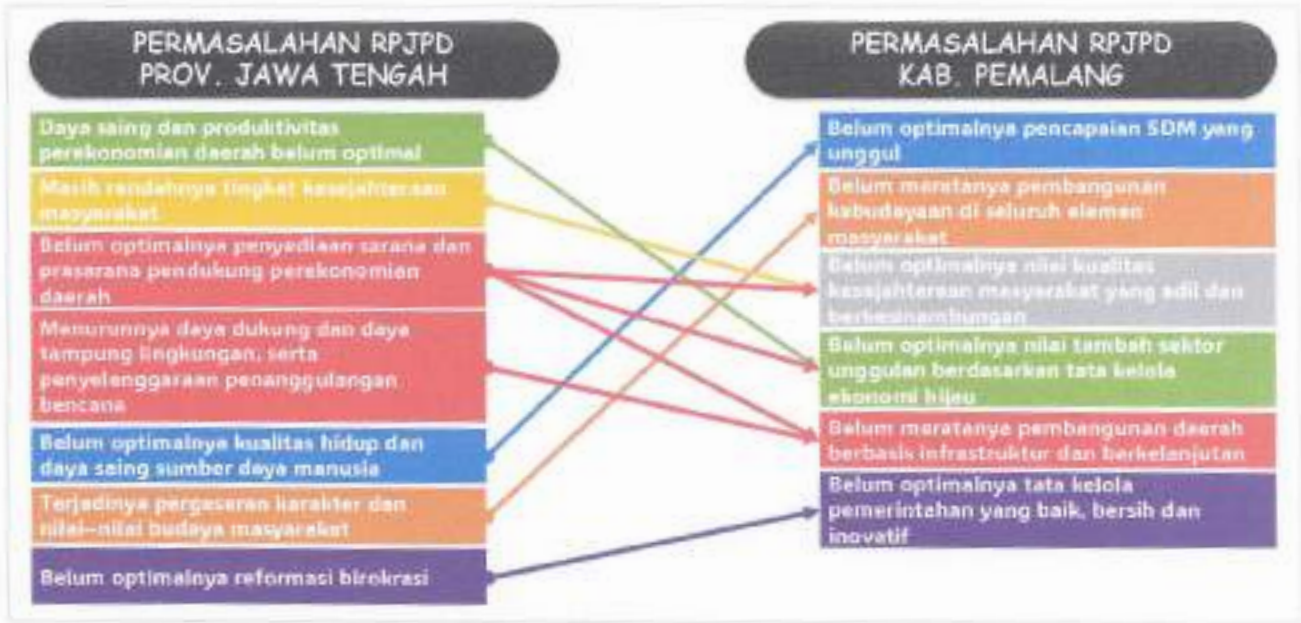 PERMASALAHAN RPJPD
PROV. JAWA TENGAH
Daya saing dan produktivitas
perekonomian daerah belum optimal
Masih rendahnya tingkat kesejahteraan
masyarakat
Belum optimalnya penyediaan sarana dan
prasarana pendukung perekonomian
daerah
Menurunnya daya dukung dan daya
tampung lingkungan, serta
penyelenggaraan penanggulangan
bencana
Belum optimalnya kualitas hidup dan
daya saing sumber daya manusia
Terjadinya pergeseran karakter dan
nilai-nilai budaya masyarakat
Belum optimalnya reformasi birokrasi
PERMASALAHAN RPJPD
KAB. PEMALANG
Belum optimalnya pencapaian SDM yang
unggul
Belum meratanya pembangunan
kebudayaan di seluruh elemen
masyarakat
Belum optimalnya nilai kualitas
kesejahteraan masyarakat yang adil dan
berkesinambungan
Belum optimalnya nilai tambah sektor
unggulan berdasarkan tata kelola
ekonomi hijau
Belum meratanya pembangunan daerah
berbasis infrastruktur dan berkelanjutan
Belum optimalnya tata kelola
pemerintahan yang baik, bersih dan
inovatif